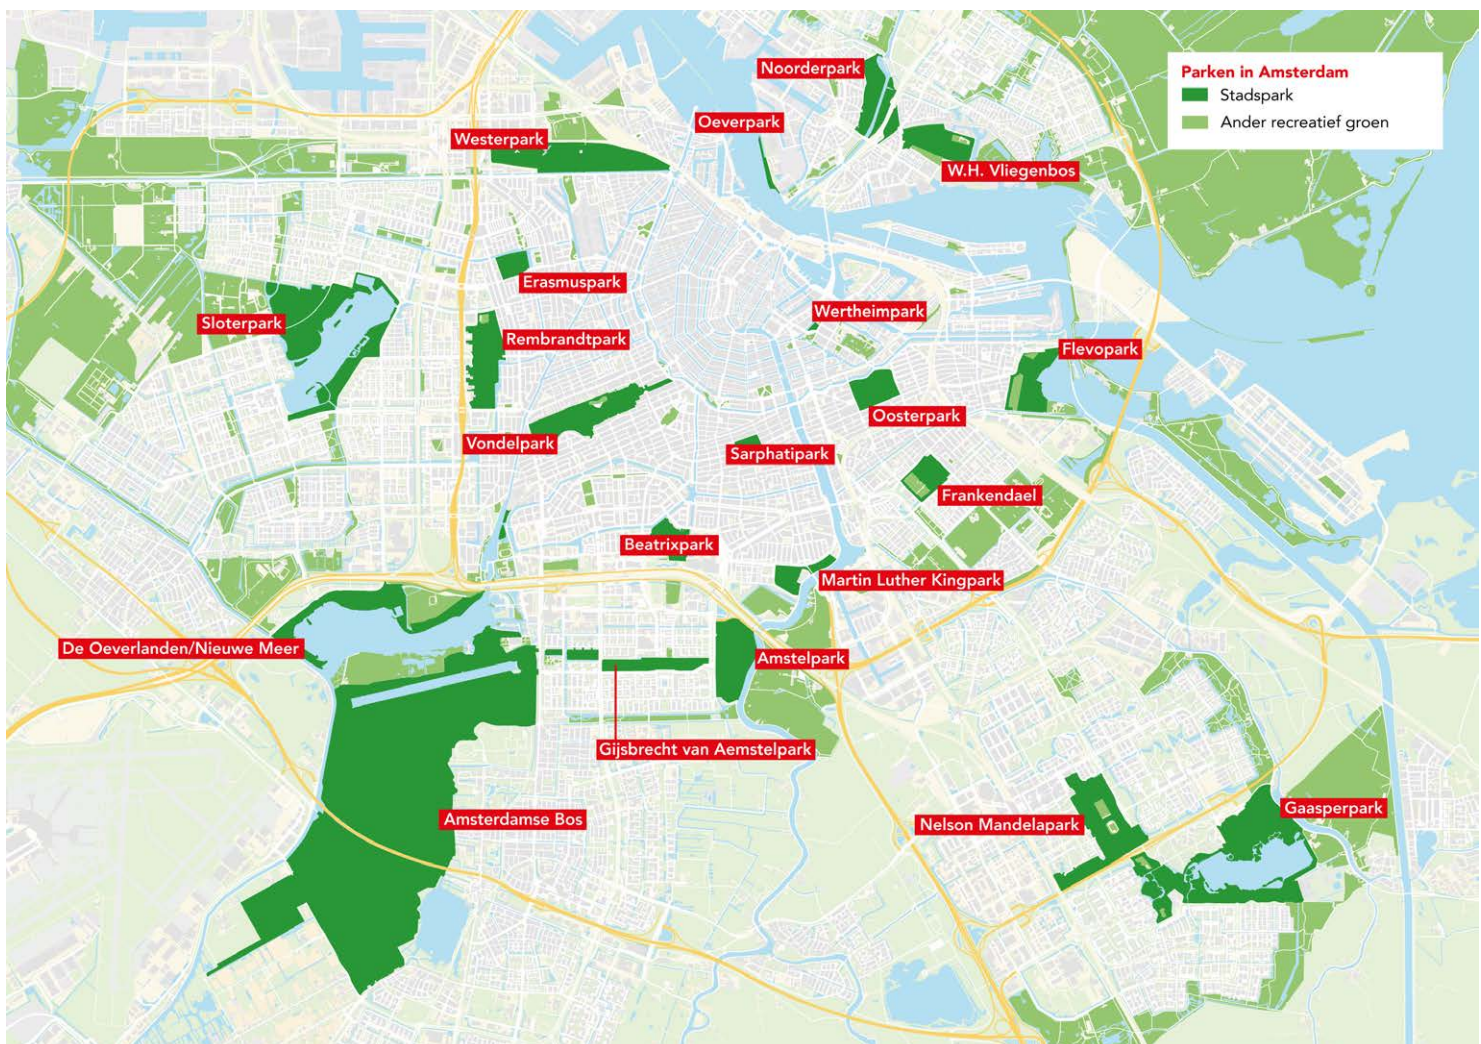 Parken in Amsterdam
Stadspark
Ander recreatief groen
Noorderpark
Oeverpark
Westerpark
W.H. Vliegenbos
Erasmuspark
Wertheimpark
Sloterpark
Rembrandtpark
Flevopark
Oosterpark
Vondelpark
Sarphatipark
Frankendael
Beatrixpark
Martin Luther Kingpark
De Oeverlanden/Nieuwe Meer
Amstelpark
Gijsbrecht van Aemstelpark
Gaasperpark
Amsterdamse Bos
Nelson Mandelapark